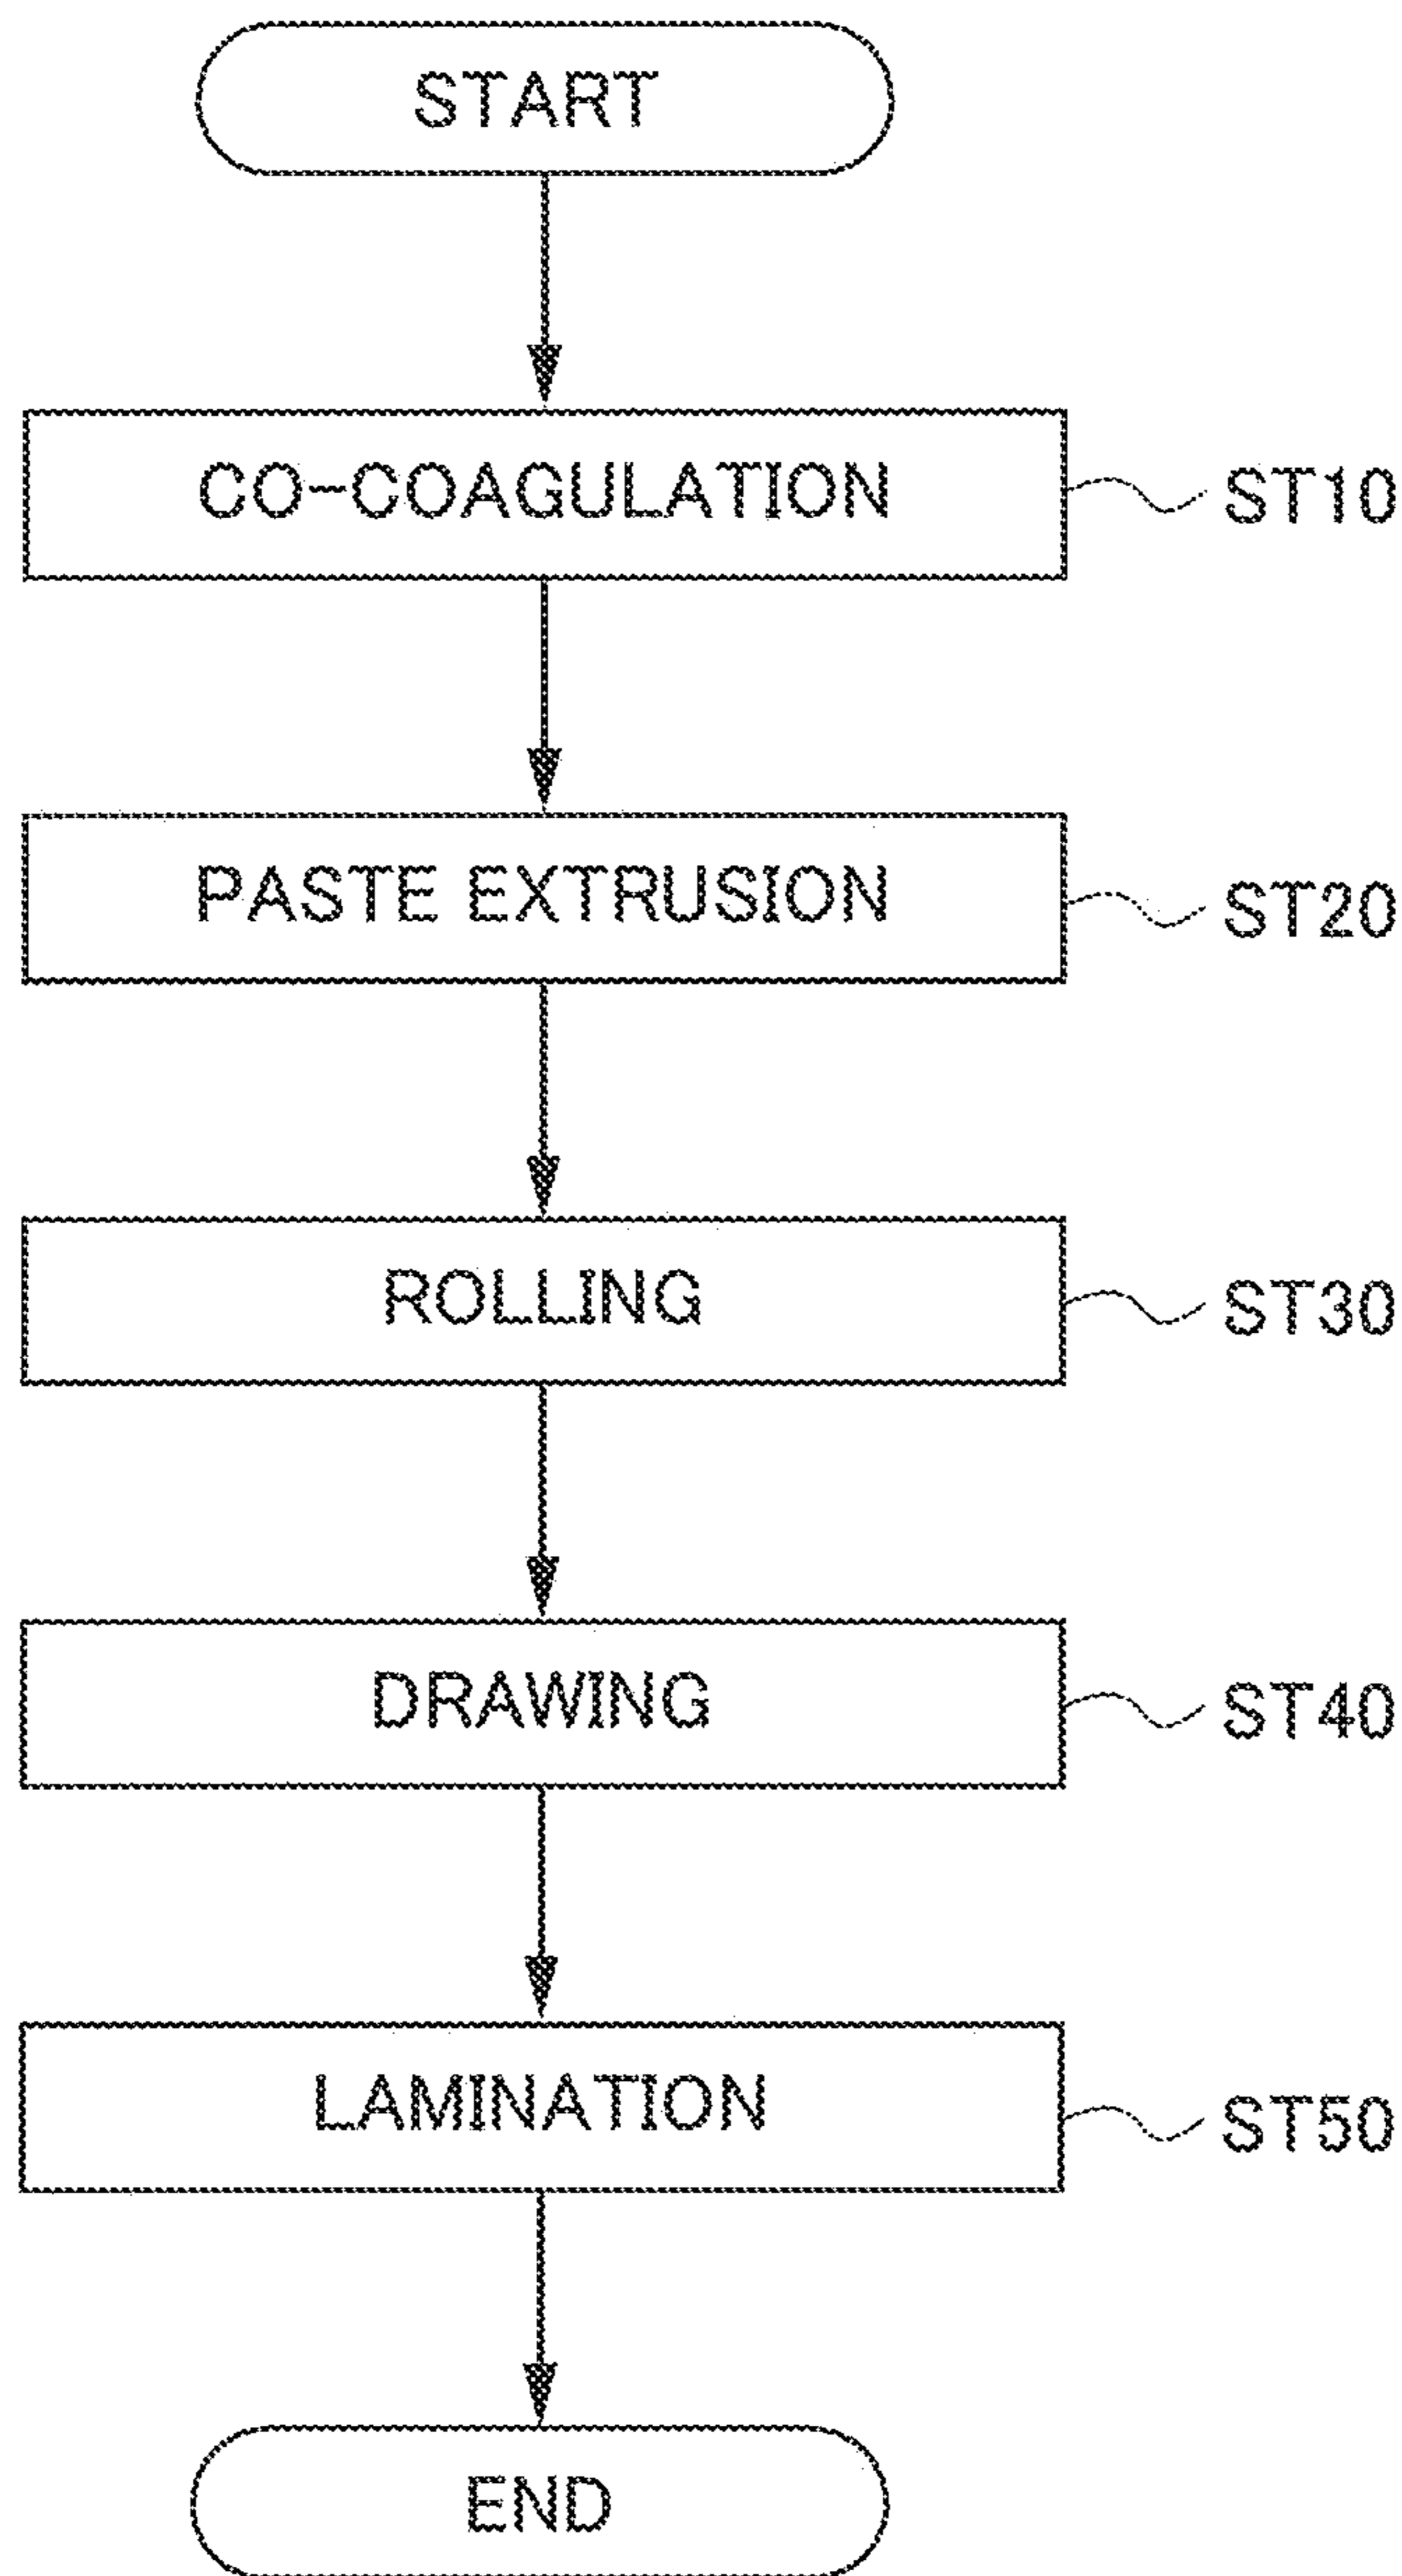 START
CO-COAGULATION
ST10
PASTE EXTRUSION
ST20
ROLLING
ST30
DRAWING
ST40
LAMINATION
ST50
END